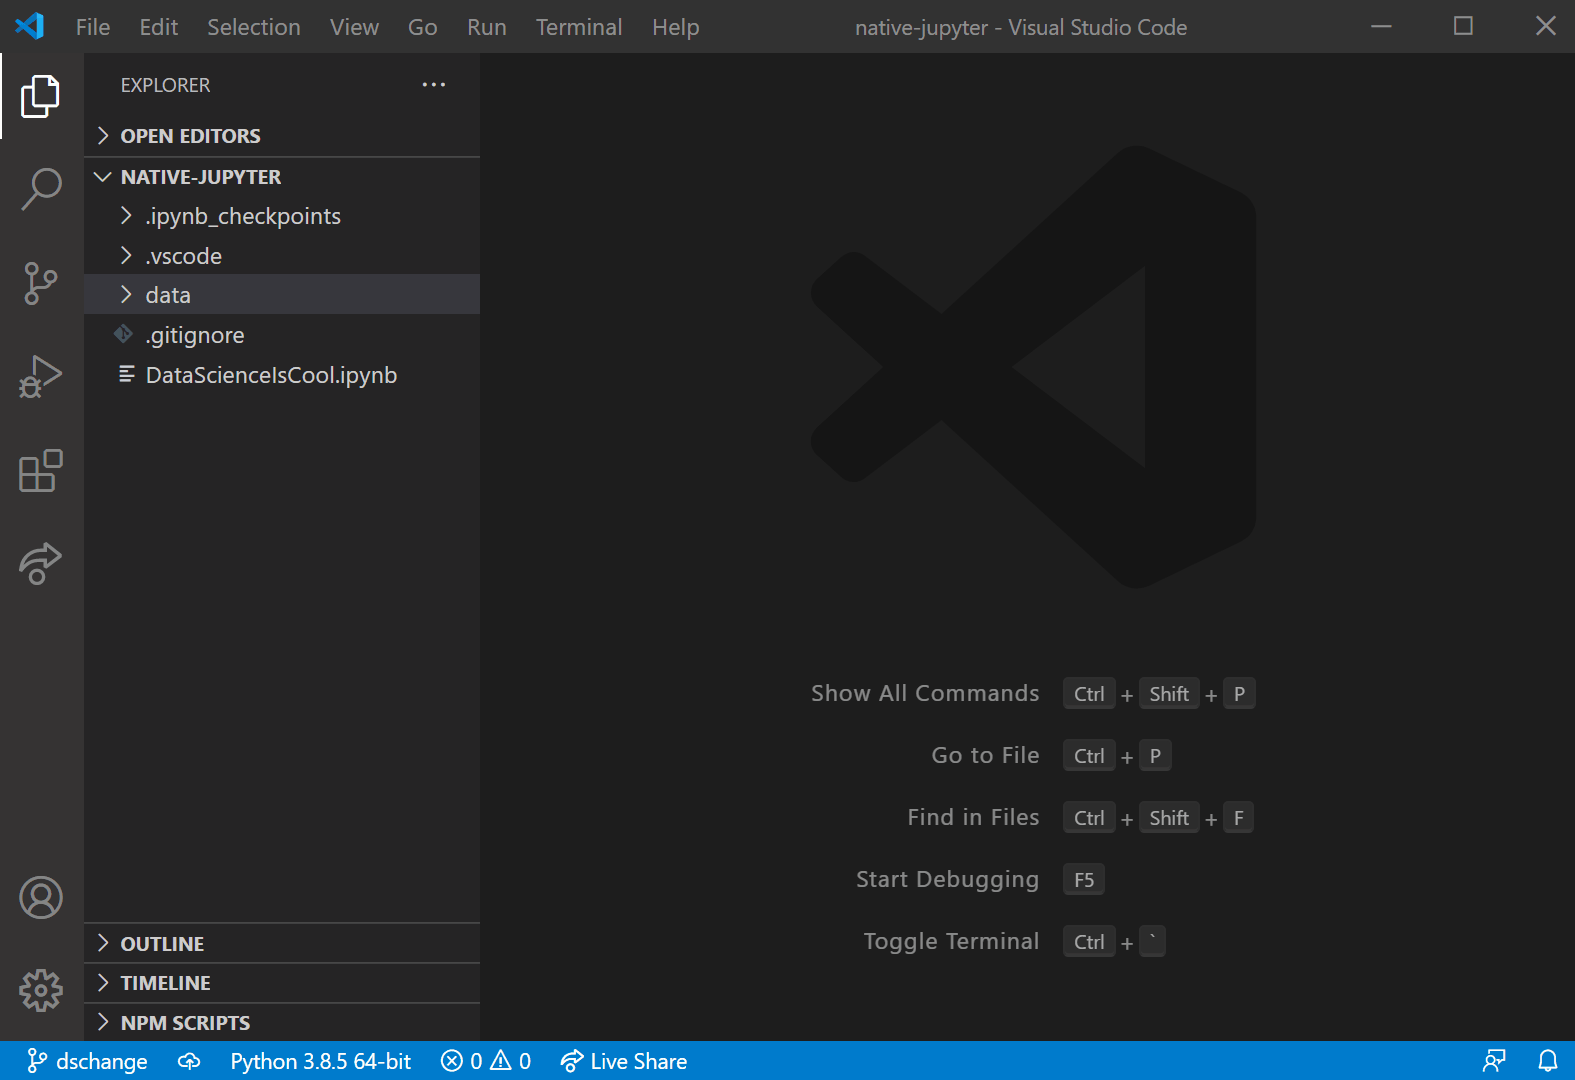 File Edit Selection View Go Run Terminal Help native-jupyter - Visual Studio Code
EXPLORER
OPEN EDITORS
NATIVE-JUPYTER
.ipynb_checkpoints
.vscode
data
.gitignore
DataScienceIsCool.ipynb
OUTLINE
TIMELINE
NPM SCRIPTS
Show All Commands Ctrl + Shift + P
Go to File Ctrl + P
Find in Files Ctrl + Shift + F
Start Debugging F5
Toggle Terminal Ctrl + `
dschange Python 3.8.5 64-bit 0 0 Live Share